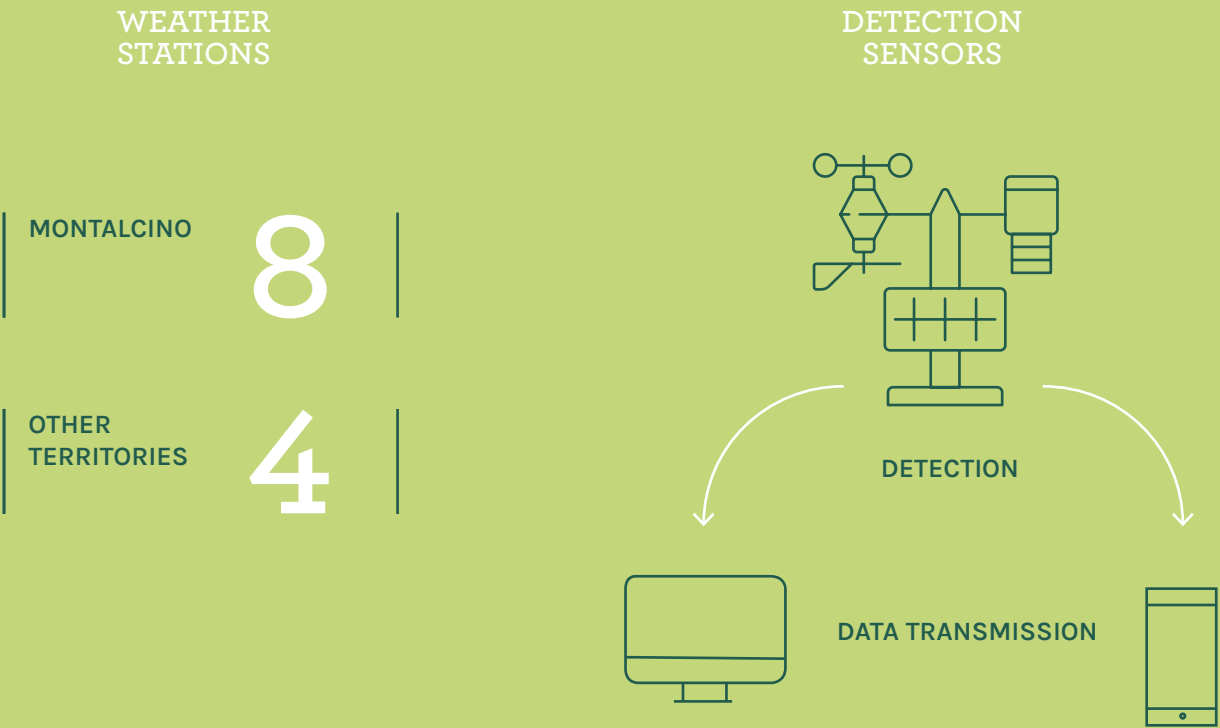 WEATHER
STATIONS
MONTALCINO
8
OTHER
TERRITORIES
4
DETECTION
SENSORS
DETECTION
DATA TRANSMISSION